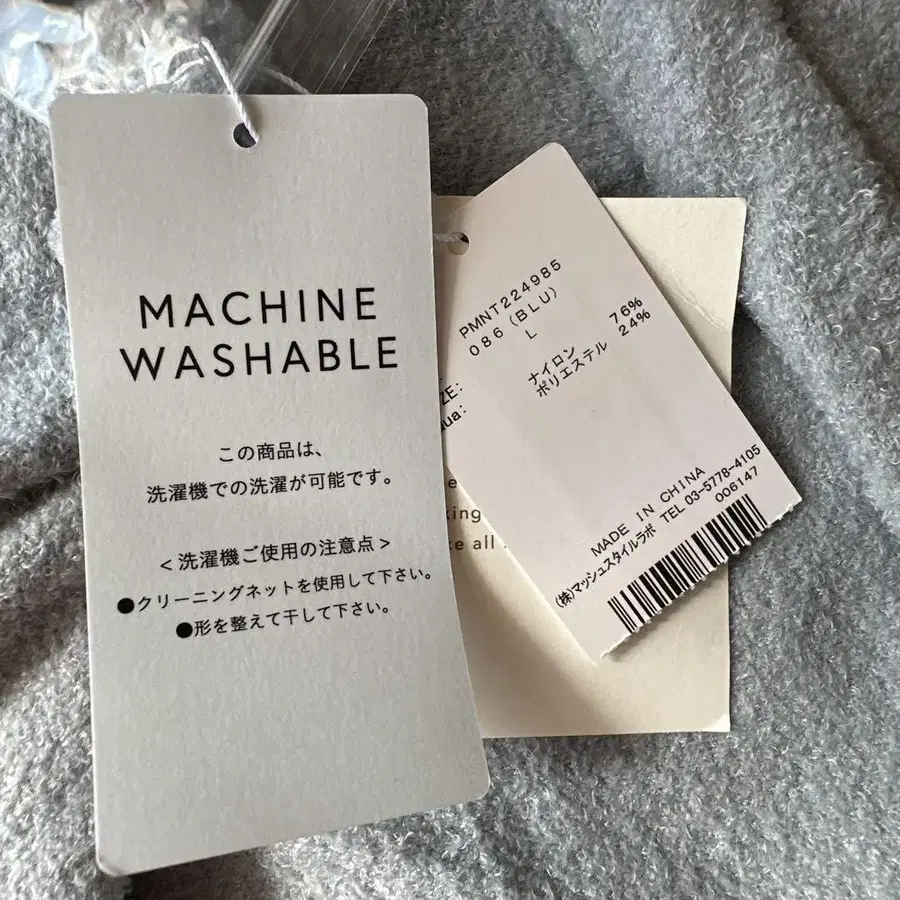 MACHINE
WASHABLE
この商品は、
洗濯機での洗濯が可能です。
<洗濯機ご使用の注意点>
●クリーニングネットを使用して下さい。
●形を整えて干して下さい。
PMNT224985
086 (BLU)
L
ナイロン 76%
ポリエステル 24%
MADE IN CHINA
(株)マッシュスタイルラボ TEL 03-5778-4105
006147
all